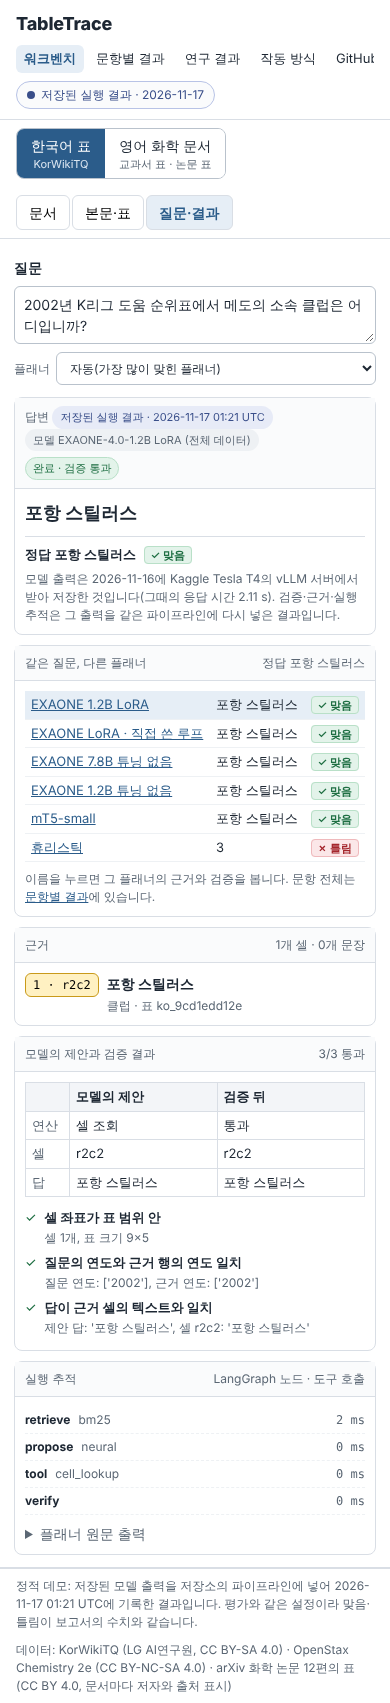 TableTrace
워크벤치 문항별 결과 연구 결과 작동 방식 GitHub
저장된 실행 결과 · 2026-11-17
한국어 표 영어 화학 문서
KorWikiTQ 교과서 표 · 논문 표
문서 본문·표 질문·결과
질문
2002년 K리그 도움 순위표에서 메도의 소속 클럽은 어
디입니까?
플래너 자동(가장 많이 맞힌 플래너)
답변 저장된 실행 결과 · 2026-11-17 01:21 UTC
모델 EXAONE-4.0-1.2B LoRA (전체 데이터)
완료 · 검증 통과
포항 스틸러스
정답 포항 스틸러스 ✓ 맞음
모델 출력은 2026-11-16에 Kaggle Tesla T4의 vLLM 서버에서
받아 저장한 것입니다(그때의 응답 시간 2.11 s). 검증·근거·실행
추적은 그 출력을 같은 파이프라인에 다시 넣은 결과입니다.
같은 질문, 다른 플래너 정답 포항 스틸러스
EXAONE 1.2B LoRA 포항 스틸러스 ✓ 맞음
EXAONE LoRA · 직접 쓴 루프 포항 스틸러스 ✓ 맞음
EXAONE 7.8B 튜닝 없음 포항 스틸러스 ✓ 맞음
EXAONE 1.2B 튜닝 없음 포항 스틸러스 ✓ 맞음
mT5-small 포항 스틸러스 ✓ 맞음
휴리스틱 3 × 틀림
이름을 누르면 그 플래너의 근거와 검증을 봅니다. 문항 전체는
문항별 결과에 있습니다.
근거 1개 셀 · 0개 문장
1 · r2c2 포항 스틸러스
클럽 · 표 ko_9cd1edd12e
모델의 제안과 검증 결과 3/3 통과
모델의 제안 검증 뒤
연산 셀 조회 통과
셀 r2c2 r2c2
답 포항 스틸러스 포항 스틸러스
✓ 셀 좌표가 표 범위 안
셀 1개, 표 크기 9×5
✓ 질문의 연도와 근거 행의 연도 일치
질문 연도: ['2002'], 근거 연도: ['2002']
✓ 답이 근거 셀의 텍스트와 일치
제안 답: '포항 스틸러스', 셀 r2c2: '포항 스틸러스'
실행 추적 LangGraph 노드 · 도구 호출
retrieve bm25 2 ms
propose neural 0 ms
tool cell_lookup 0 ms
verify 0 ms
▶ 플래너 원문 출력
정적 데모: 저장된 모델 출력을 저장소의 파이프라인에 넣어 2026-
11-17 01:21 UTC에 기록한 결과입니다. 평가와 같은 설정이라 맞음·
틀림이 보고서의 수치와 같습니다.
데이터: KorWikiTQ (LG AI연구원, CC BY-SA 4.0) · OpenStax
Chemistry 2e (CC BY-NC-SA 4.0) · arXiv 화학 논문 12편의 표
(CC BY 4.0, 문서마다 저자와 출처 표시)